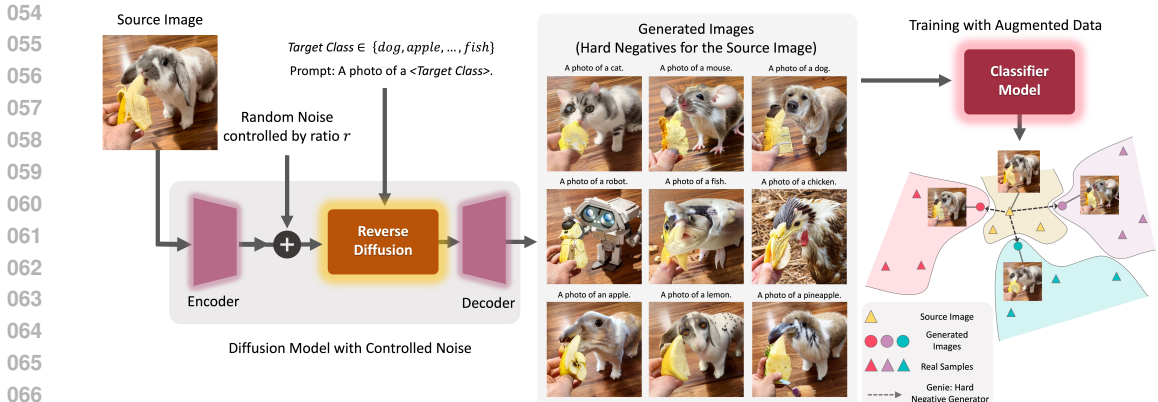 054
055
056
057
058
059
060
061
062
063
064
065
066
Source Image
Target Class ∈ {dog, apple, ..., fish}
Prompt: A photo of a <Target Class>.
Random Noise
controlled by ratio r
Encoder
Reverse
Diffusion
Decoder
Diffusion Model with Controlled Noise
Generated Images
(Hard Negatives for the Source Image)
A photo of a cat.
A photo of a mouse.
A photo of a dog.
A photo of a robot.
A photo of a fish.
A photo of a chicken.
A photo of an apple.
A photo of a lemon.
A photo of a pineapple.
Training with Augmented Data
Classifier
Model
Source Image
Generated
Images
Real Samples
Genie: Hard
Negative Generator